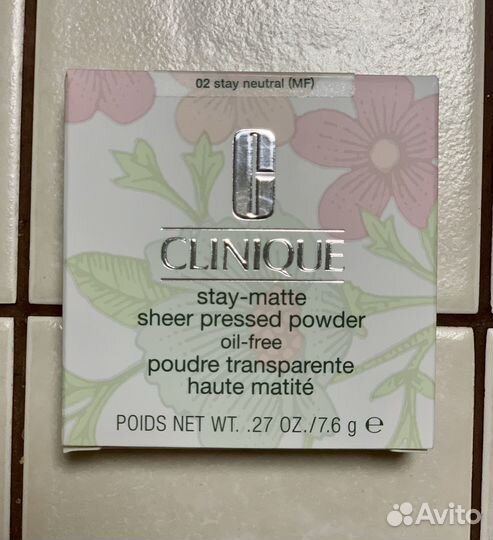 02 stay neutral (MF)
CLINIQUE
stay-matte
sheer pressed powder
oil-free
poudre transparente
haute matité
POIDS NET WT. .27 OZ./7.6 g ℮
Avito